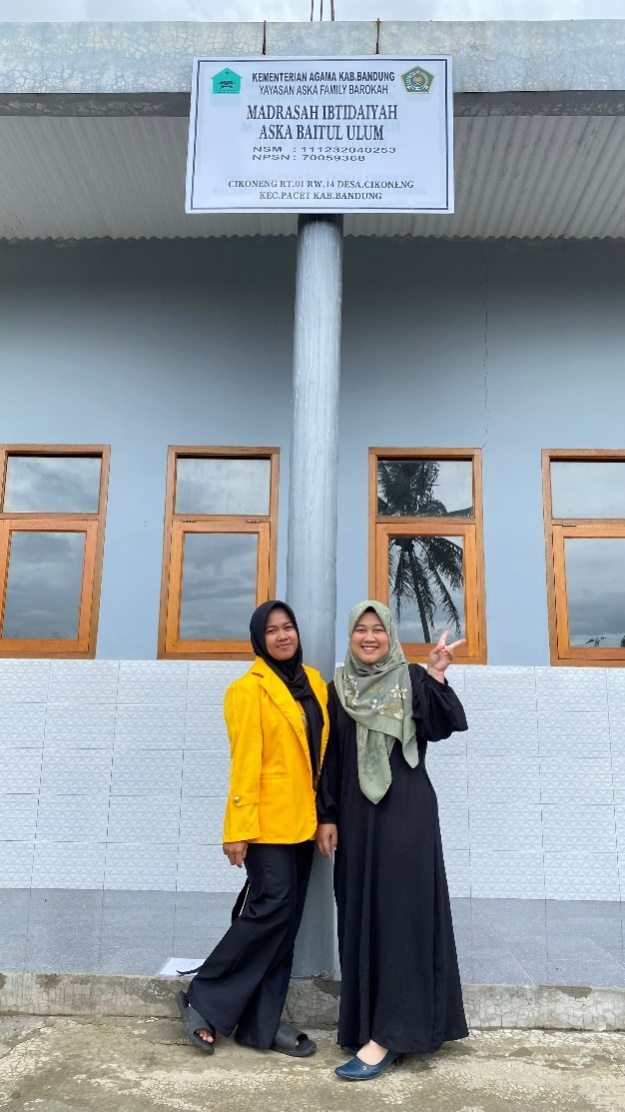 KEMENTERIAN AGAMA KAB.BANDUNG
YAYASAN ASKA FAMILY BAROKAH
MADRASAH IBTIDAIYAH
ASKA BAITUL ULUM
NSM : 111232040253
NPSN : 70059368
CIKONENG RT.01 RW.14 DESA.CIKONENG
KEC.PACET KAB.BANDUNG